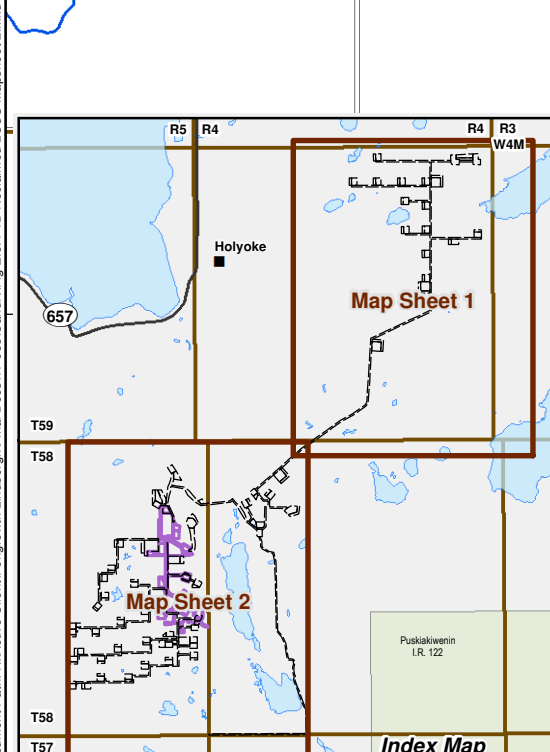 R5 R4
R4 R3
W4M
Holyoke
Map Sheet 1
657
T59
T58
Map Sheet 2
Puskiakiwenin
I.R. 122
T58
T57
Index Map